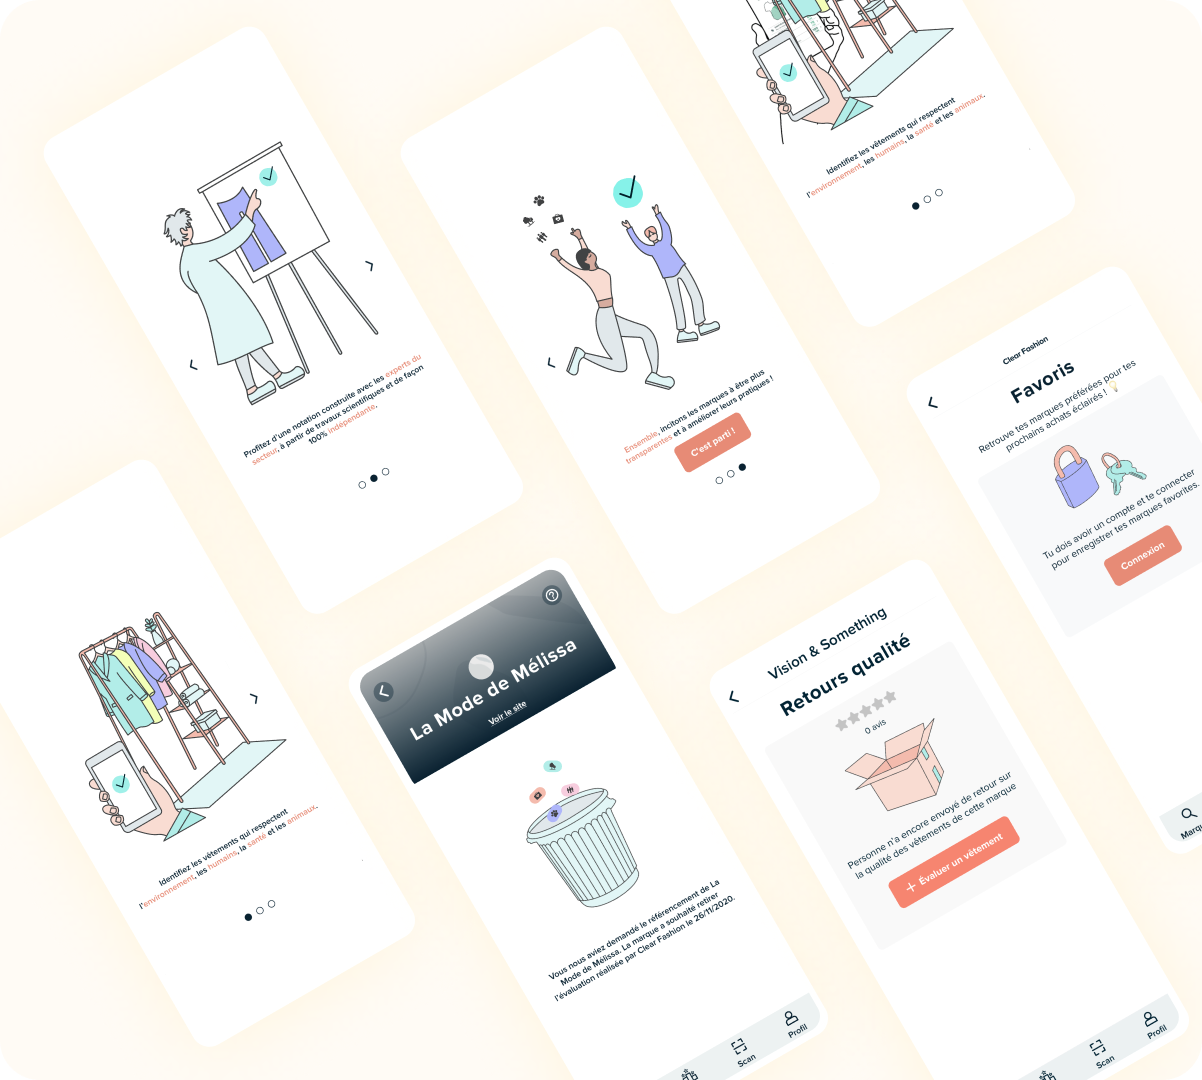 Identifiez les vêtements qui respectent
l'environnement, les humains, la santé et les animaux.
Profitez d'une notation construite avec les experts du
secteur, à partir de travaux scientifiques et de façon
100% indépendante.
Ensemble, incitons les marques à être plus
transparentes et à améliorer leurs pratiques !
C'est parti !
Clear Fashion
Favoris
Retrouve tes marques préférées pour tes
prochains achats éclairés ! 💡
Tu dois avoir un compte et te connecter
pour enregistrer tes marques favorites.
Connexion
Identifiez les vêtements qui respectent
l'environnement, les humains, la santé et les animaux.
La Mode de Mélissa
Voir le site
Vous nous aviez demandé le référencement de La
Mode de Mélissa. La marque a souhaité retirer
l'évaluation réalisée par Clear Fashion le 26/11/2020.
Scan
Profil
Vision & Something
Retours qualité
0 avis
Personne n'a encore envoyé de retour sur
la qualité des vêtements de cette marque
+ Évaluer un vêtement
Scan
Profil